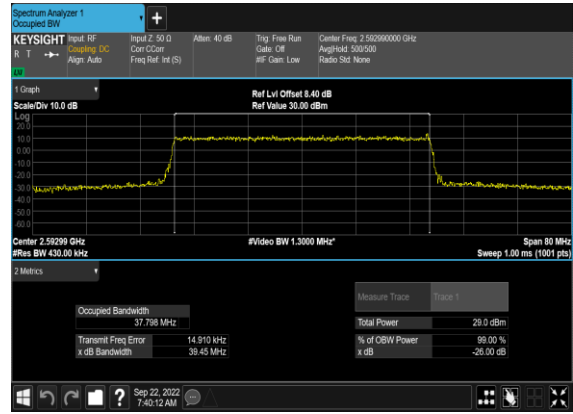 Spectrum Analyzer 1
Occupied BW
+
KEYSIGHT Input: RF Input Z: 50 Ω Atten: 40 dB Trig: Free Run Center Freq: 2.592990000 GHz
R T Coupling: DC Corr CCorr Gate: Off Avg|Hold: 500/500
Align: Auto Freq Ref: Int (S) #IF Gain: Low Radio Std: None
LW
1 Graph
Ref Lvl Offset 8.40 dB
Scale/Div 10.0 dB Ref Value 30.00 dBm
Log
20.0
10.0
0.00
-10.0
-20.0
-30.0
-40.0
-50.0
-60.0
Center 2.59299 GHz #Video BW 1.3000 MHz* Span 80 MHz
#Res BW 430.00 kHz Sweep 1.00 ms (1001 pts)
2 Metrics
Measure Trace Trace 1
Occupied Bandwidth
37.798 MHz Total Power 29.0 dBm
Transmit Freq Error 14.910 kHz % of OBW Power 99.00 %
x dB Bandwidth 39.45 MHz x dB -26.00 dB
? Sep 22, 2022
7:40:12 AM